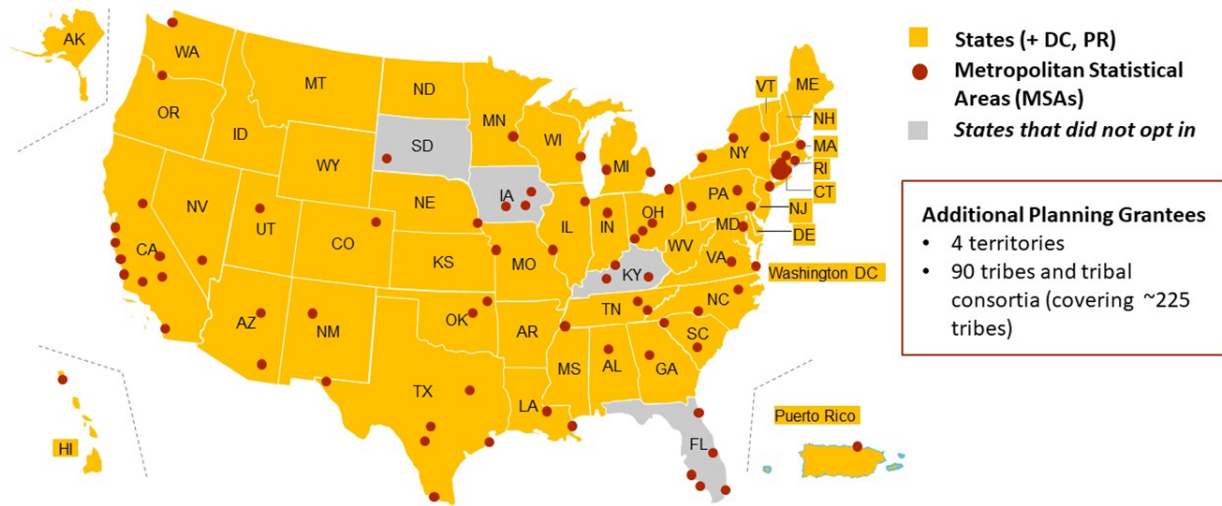 AK
WA
MT
ND
MN
VT
ME
OR
ID
WY
SD
WI
MI
NY
NH
MA
RI
CT
NV
UT
CO
NE
IA
IL
IN
OH
PA
NJ
MD
DE
CA
KS
MO
KY
WV
VA
Washington DC
AZ
NM
OK
AR
TN
NC
SC
TX
LA
MS
AL
GA
FL
HI
Puerto Rico
States (+ DC, PR)
Metropolitan Statistical
Areas (MSAs)
States that did not opt in
Additional Planning Grantees
• 4 territories
• 90 tribes and tribal
consortia (covering ~225
tribes)